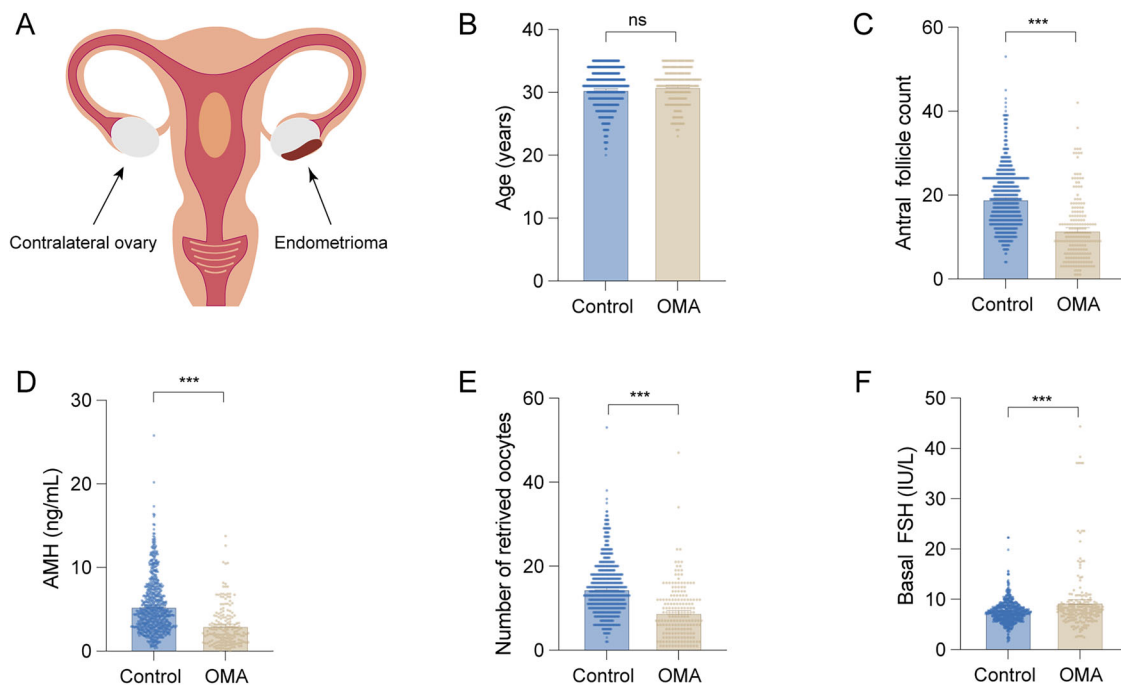 A
Contralateral ovary
Endometrioma
B
ns
40
30
20
10
0
Age (years)
Control
OMA
C
***
60
40
20
0
Antral follicle count
Control
OMA
D
***
30
20
10
5
0
AMH (ng/mL)
Control
OMA
E
***
60
40
20
0
Number of retrived oocytes
Control
OMA
F
***
50
40
30
20
10
0
Basal FSH (IU/L)
Control
OMA